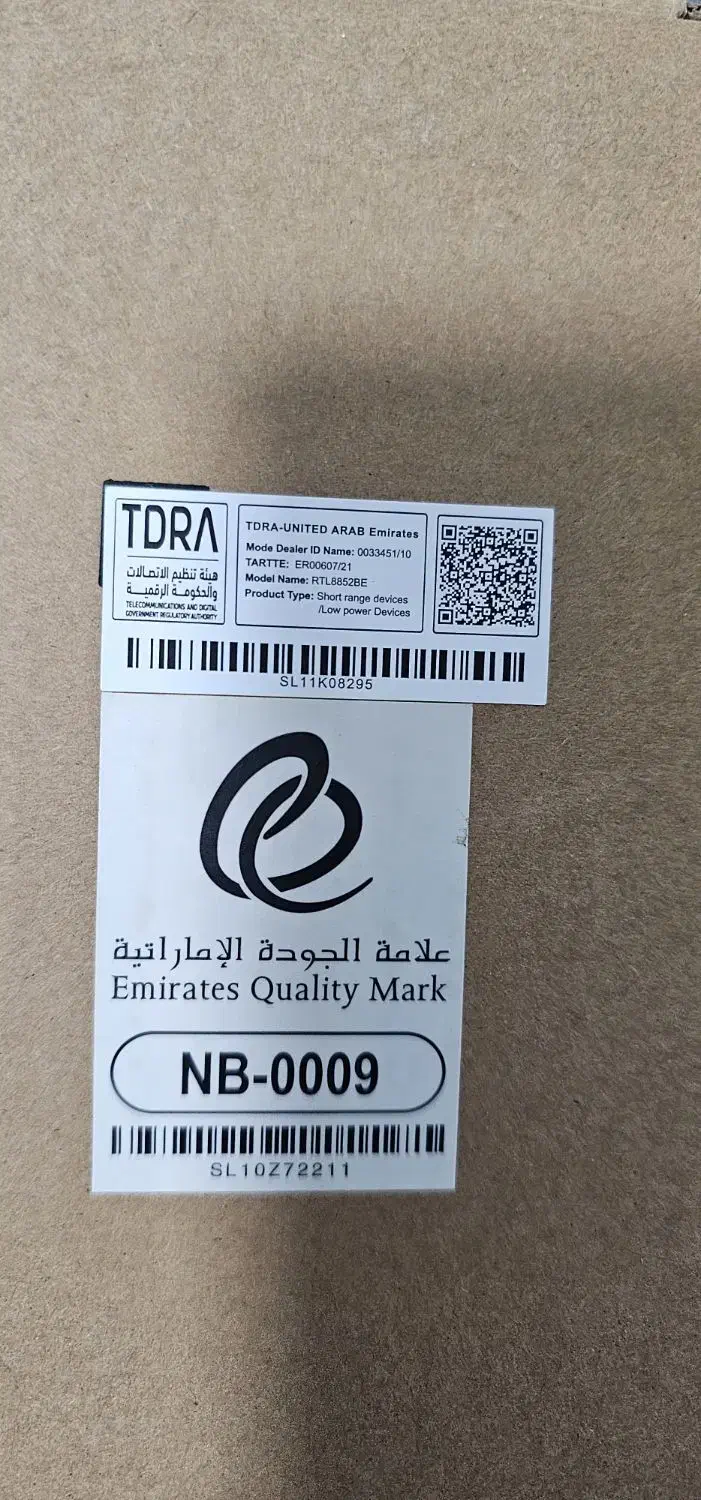 TDRA
هيئة تنظيم الاتصالات
والحكومة الرقمية
TELECOMMUNICATIONS AND DIGITAL
GOVERNMENT REGULATORY AUTHORITY
TDRA-UNITED ARAB Emirates
Mode Dealer ID Name: 0033451/10
TARTTE: ER00607/21
Model Name: RTL8852BE
Product Type: Short range devices
/Low power Devices
SL11K08295
علامة الجودة الإماراتية
Emirates Quality Mark
NB-0009
SL10Z72211